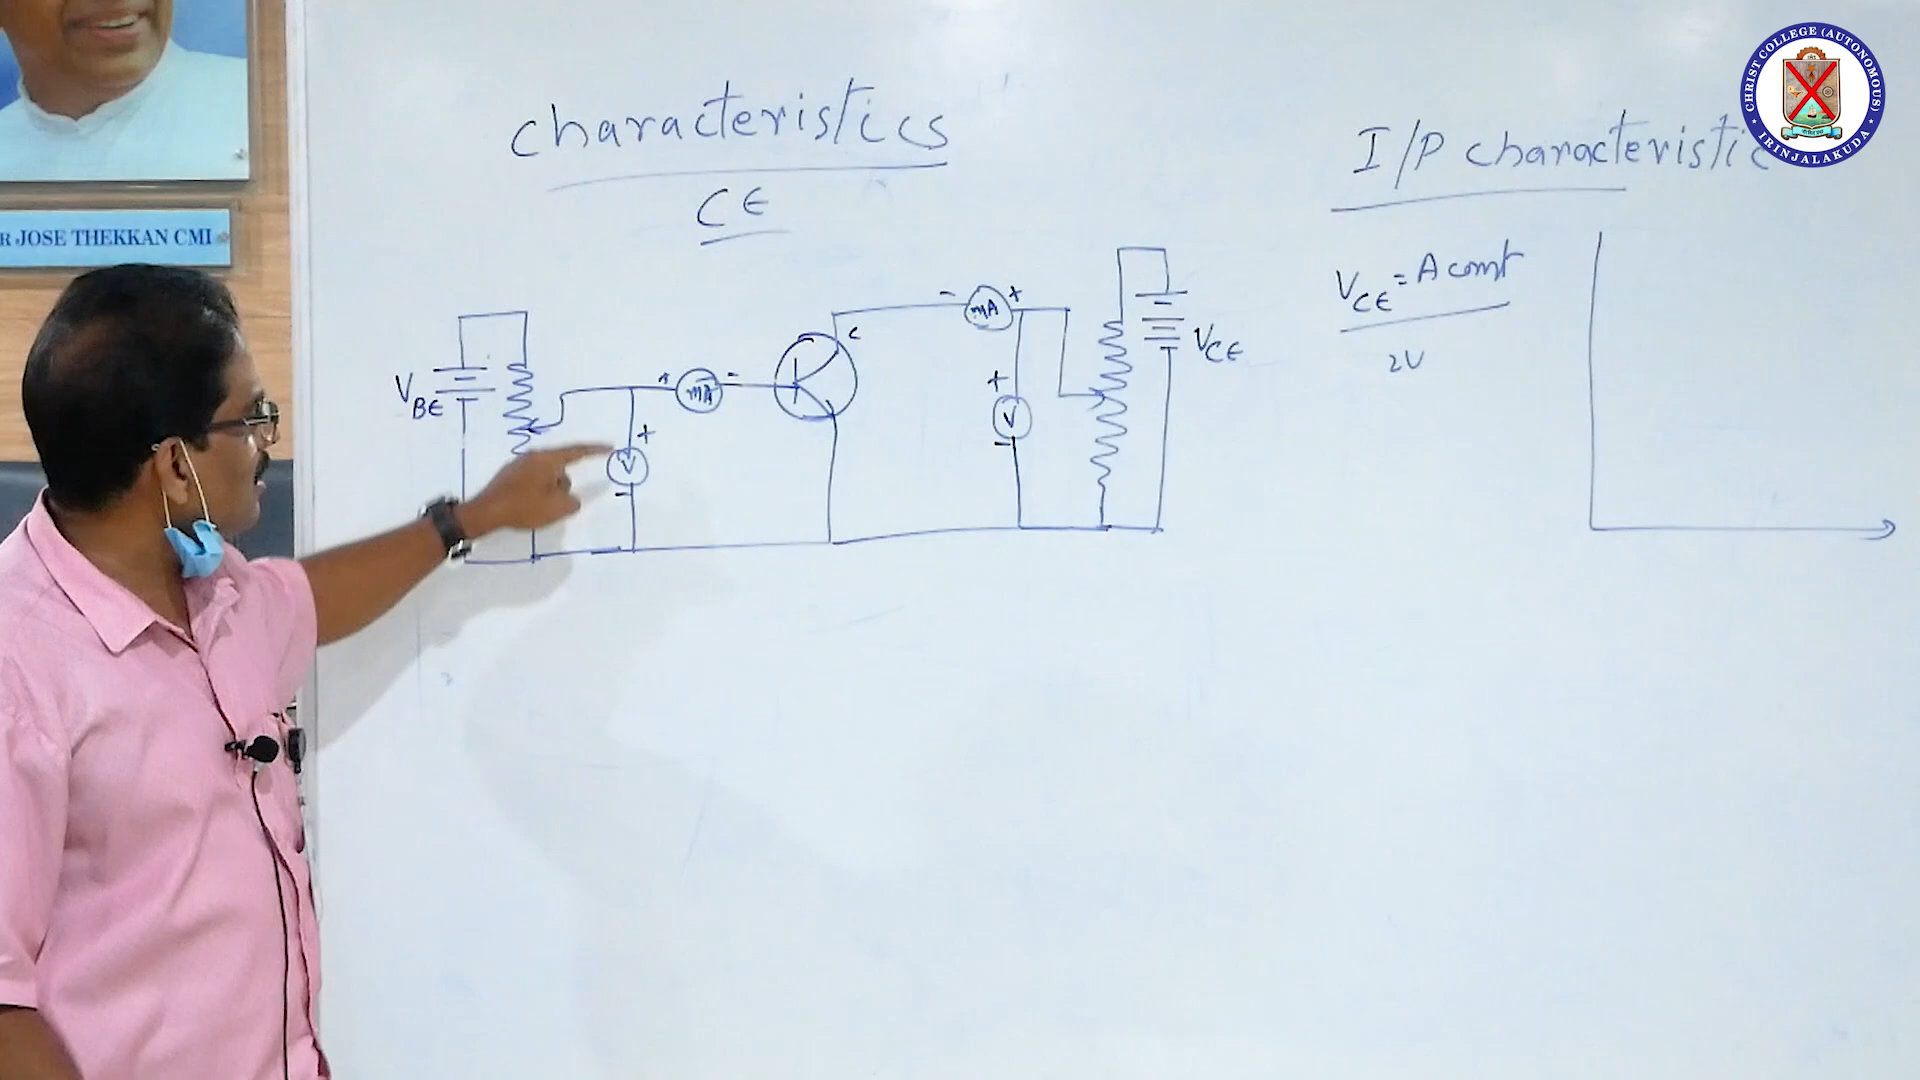 R JOSE THEKKAN CMI
characteristics
CE
VBE
+
mA
-
+
V
-
c
-
mA
+
+
V
-
VCE
I/P characteristic
VCE = A const
2V
CHRIST COLLEGE (AUTONOMOUS)
IRINJALAKUDA